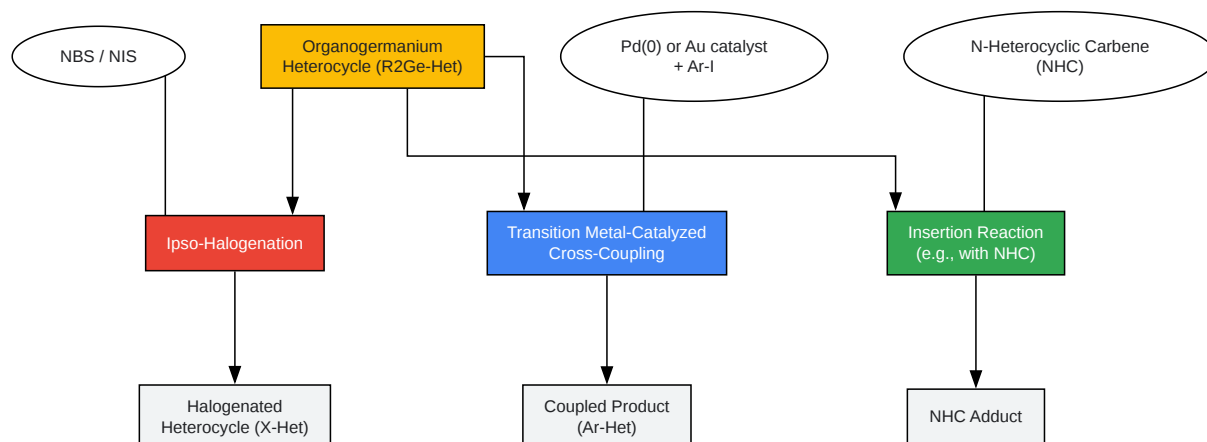 NBS / NIS
Organogermanium
Heterocycle (R2Ge-Het)
Pd(0) or Au catalyst
+ Ar-I
N-Heterocyclic Carbene
(NHC)
Ipso-Halogenation
Transition Metal-Catalyzed
Cross-Coupling
Insertion Reaction
(e.g., with NHC)
Halogenated
Heterocycle (X-Het)
Coupled Product
(Ar-Het)
NHC Adduct